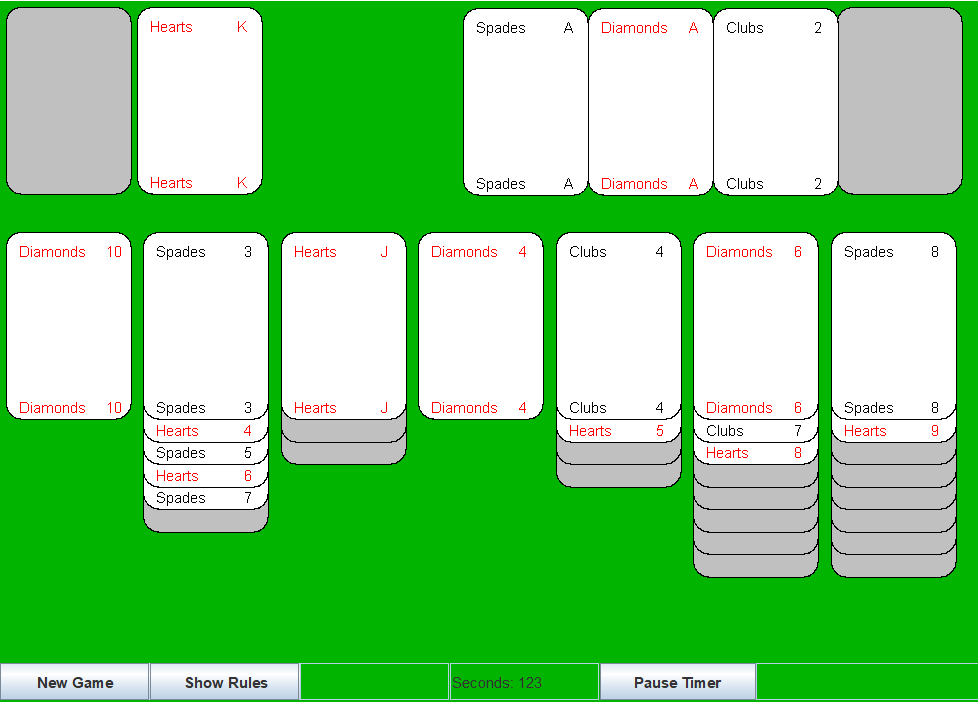 Hearts K
Spades A Diamonds A Clubs 2
Hearts K
Spades A Diamonds A Clubs 2
Diamonds 10 Spades 3 Hearts J Diamonds 4 Clubs 4 Diamonds 6 Spades 8
Diamonds 10 Spades 3 Hearts J Diamonds 4 Clubs 4 Diamonds 6 Spades 8
Hearts 4 Hearts 5 Clubs 7 Hearts 9
Spades 5 Hearts 8
Hearts 6
Spades 7
New Game Show Rules Seconds: 123 Pause Timer